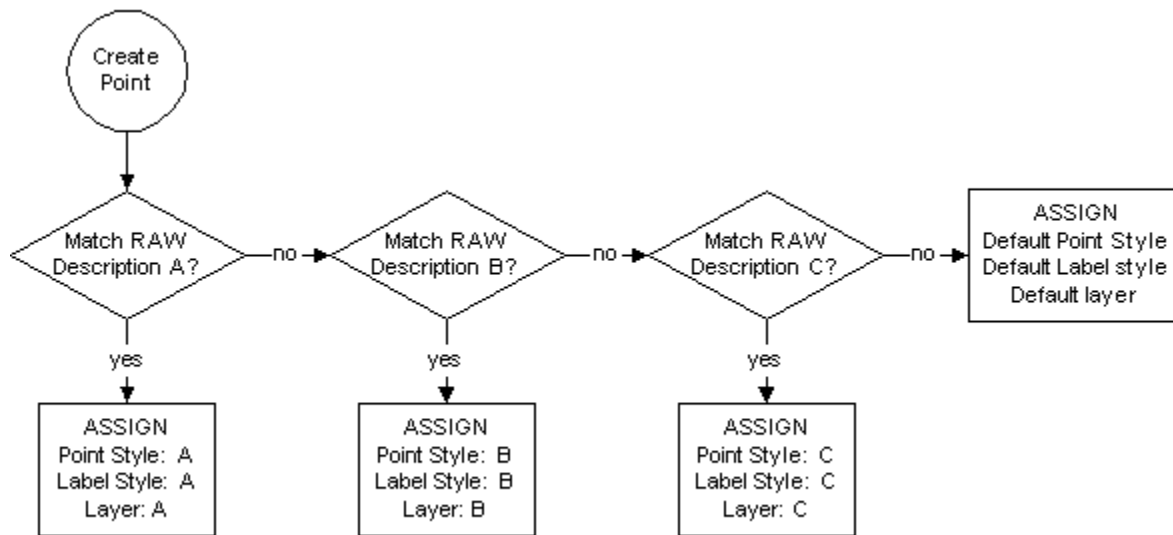 Create
Point
Match RAW
Description A?
no
Match RAW
Description B?
no
Match RAW
Description C?
no
ASSIGN
Default Point Style
Default Label style
Default layer
yes
yes
yes
ASSIGN
Point Style: A
Label Style: A
Layer: A
ASSIGN
Point Style: B
Label Style: B
Layer: B
ASSIGN
Point Style: C
Label Style: C
Layer: C